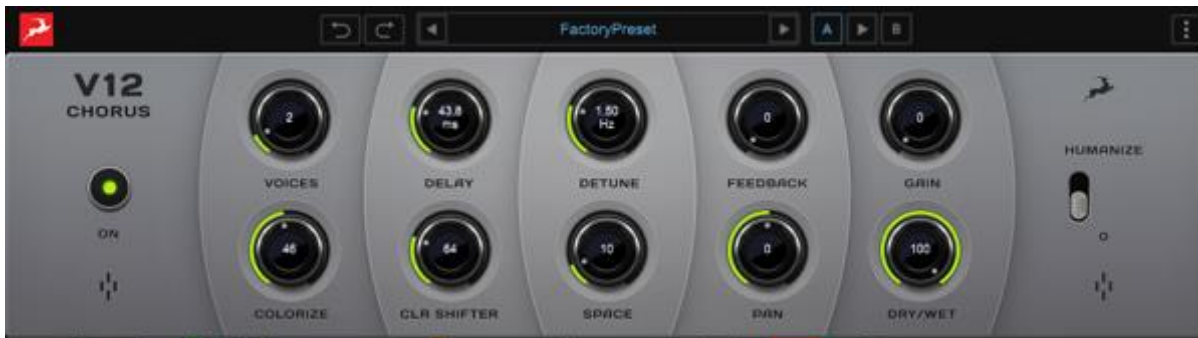 FactoryPreset
A
B
V12
CHORUS
ON
2
VOICES
43.8
ms
DELAY
1.50
Hz
DETUNE
0
FEEDBACK
0
GAIN
HUMANIZE
O
46
COLORIZE
64
CLR SHIFTER
10
SPACE
0
PAN
100
DRY/WET